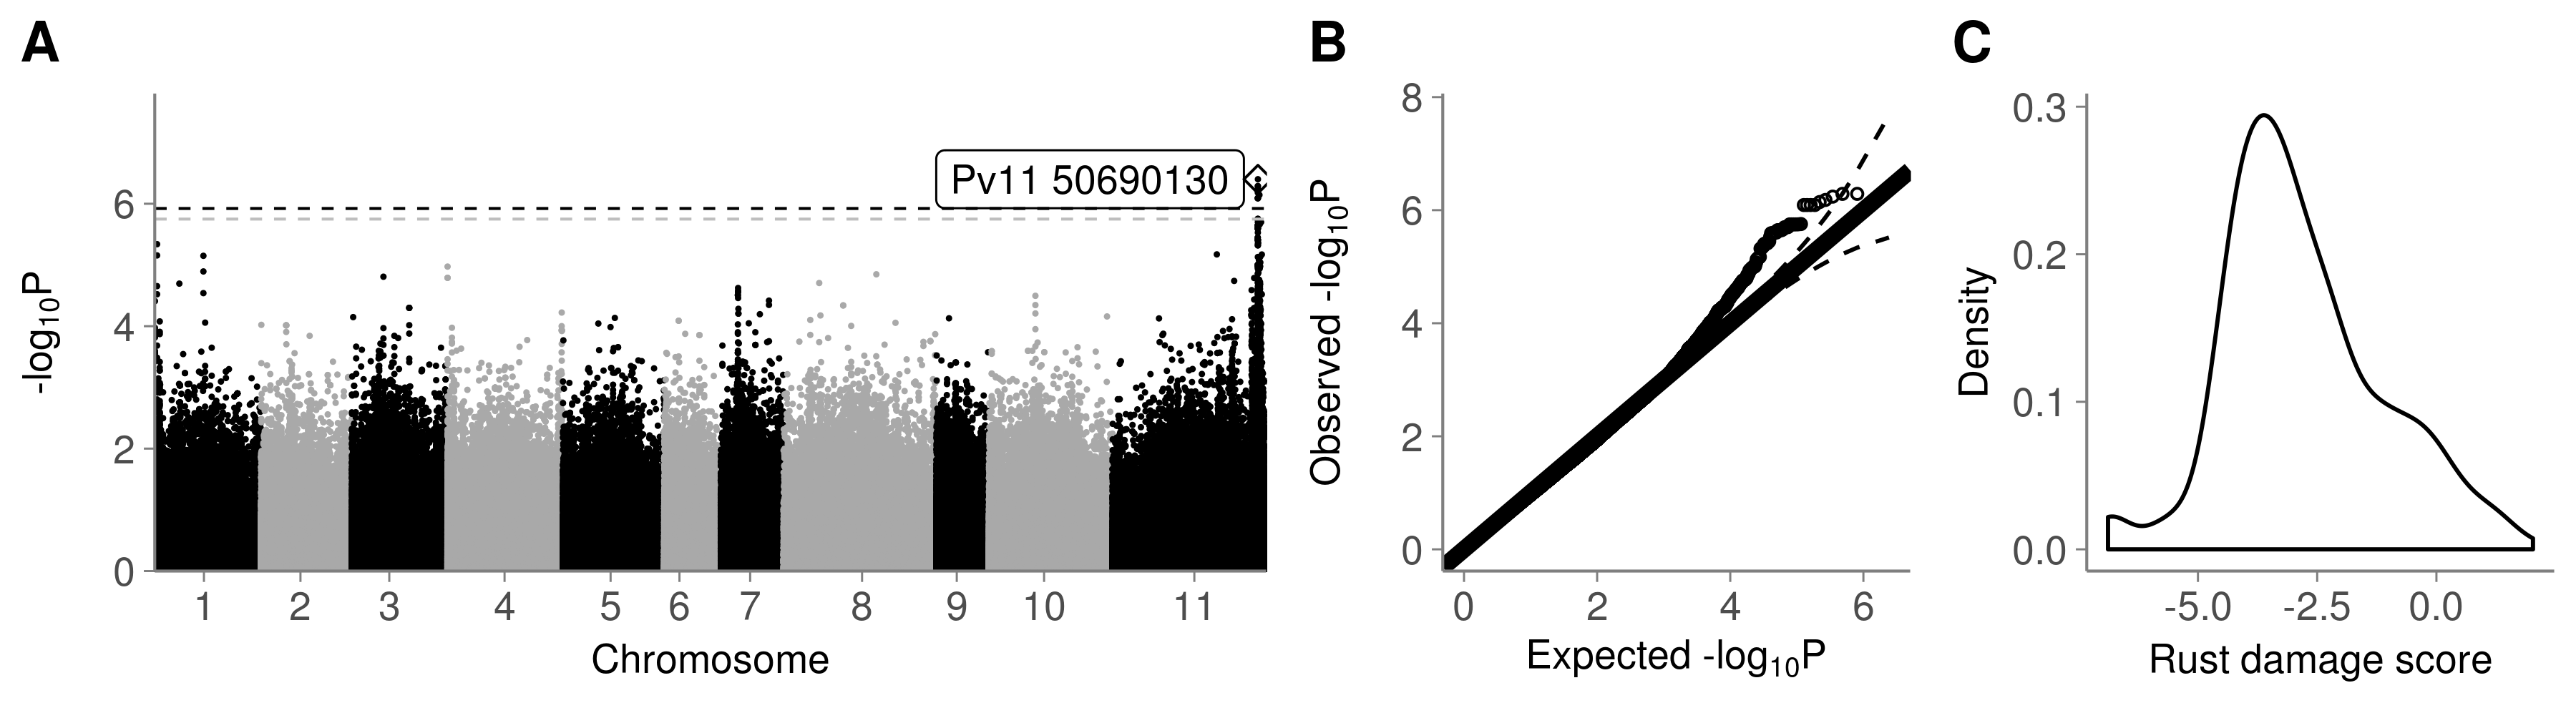 A
-log10P
6
4
2
0
Pv11 50690130
1 2 3 4 5 6 7 8 9 10 11
Chromosome
B
Observed -log10P
8
6
4
2
0
0 2 4 6
Expected -log10P
C
Density
0.3
0.2
0.1
0.0
-5.0 -2.5 0.0
Rust damage score